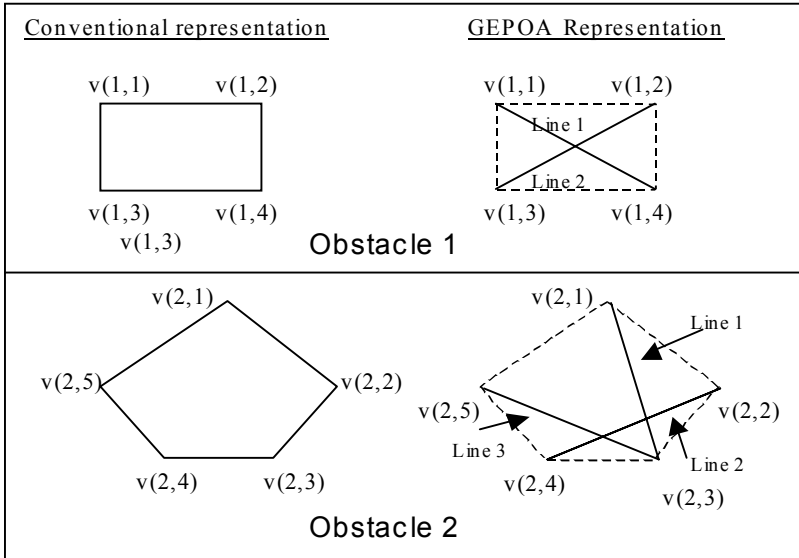 Conventional representation
GEPOA Representation
v(1,1) v(1,2)
v(1,1) v(1,2)
Line 1
Line 2
v(1,3) v(1,4)
v(1,3)
v(1,3) v(1,4)
Obstacle 1
v(2,1)
v(2,5) v(2,2)
v(2,4) v(2,3)
v(2,1)
Line 1
v(2,5) v(2,2)
Line 3
Line 2
v(2,4) v(2,3)
Obstacle 2